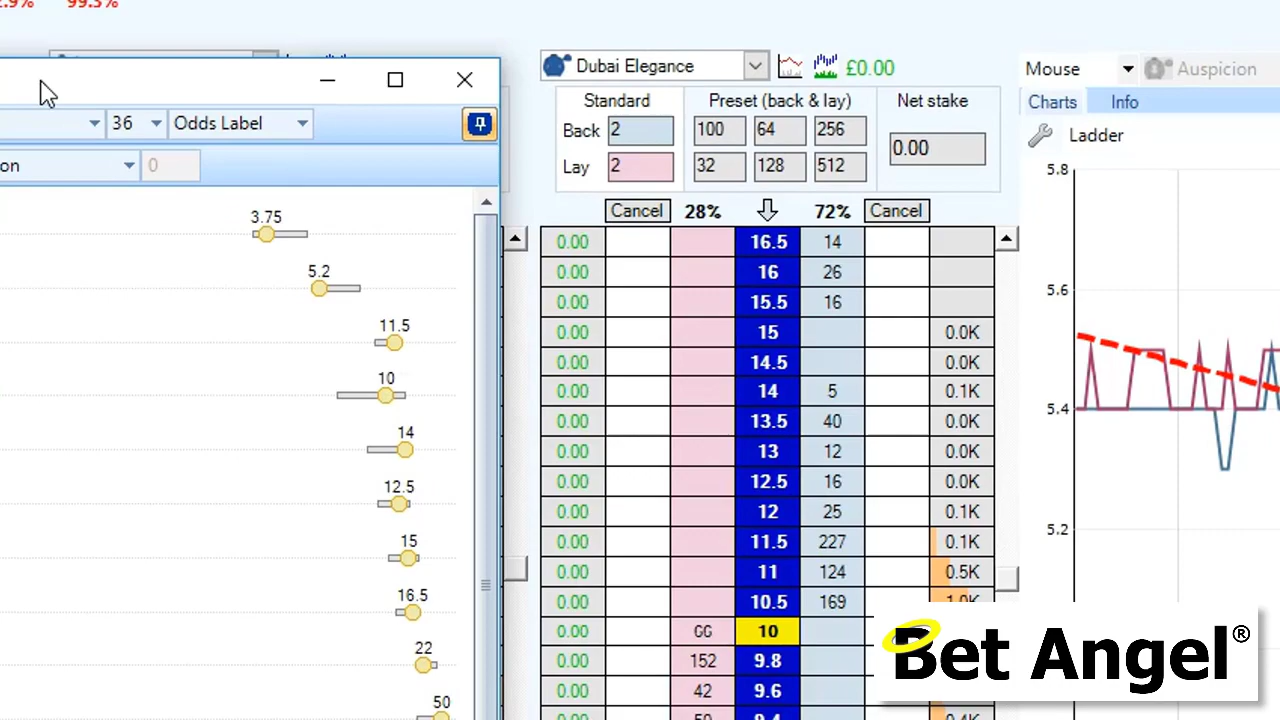 99.3%
Dubai Elegance £0.00 Mouse Auspicion
Standard Preset (back & lay) Net stake Charts Info
36 Odds Label Back 2 100 64 256 0.00 Ladder
on 0 Lay 2 32 128 512
5.8
Cancel 28% 72% Cancel
3.75
0.00 16.5 14
5.2
0.00 16 26
5.6
0.00 15.5 16
11.5
0.00 15 0.0K
0.00 14.5 0.0K
10
0.00 14 5 0.1K
5.4
0.00 13.5 40 0.0K
14
0.00 13 12 0.0K
12.5
0.00 12.5 16 0.0K
0.00 12 25 0.1K
5.2
15
0.00 11.5 227 0.1K
0.00 11 124 0.5K
16.5
0.00 10.5 169 1.0K
0.00 66 10
22
0.00 152 9.8
0.00 42 9.6
50
Bet Angel®